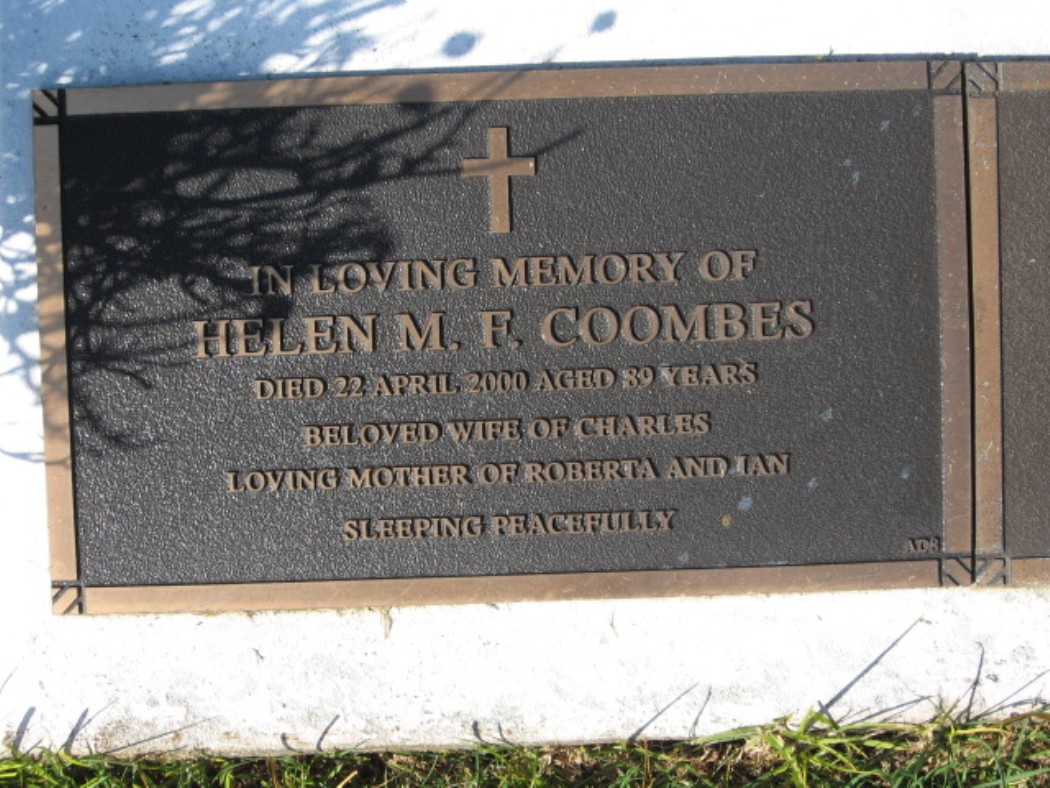 IN LOVING MEMORY OF
HELEN M. F. COOMBES
DIED 22 APRIL 2000 AGED 89 YEARS
BELOVED WIFE OF CHARLES
LOVING MOTHER OF ROBERTA AND IAN
SLEEPING PEACEFULLY